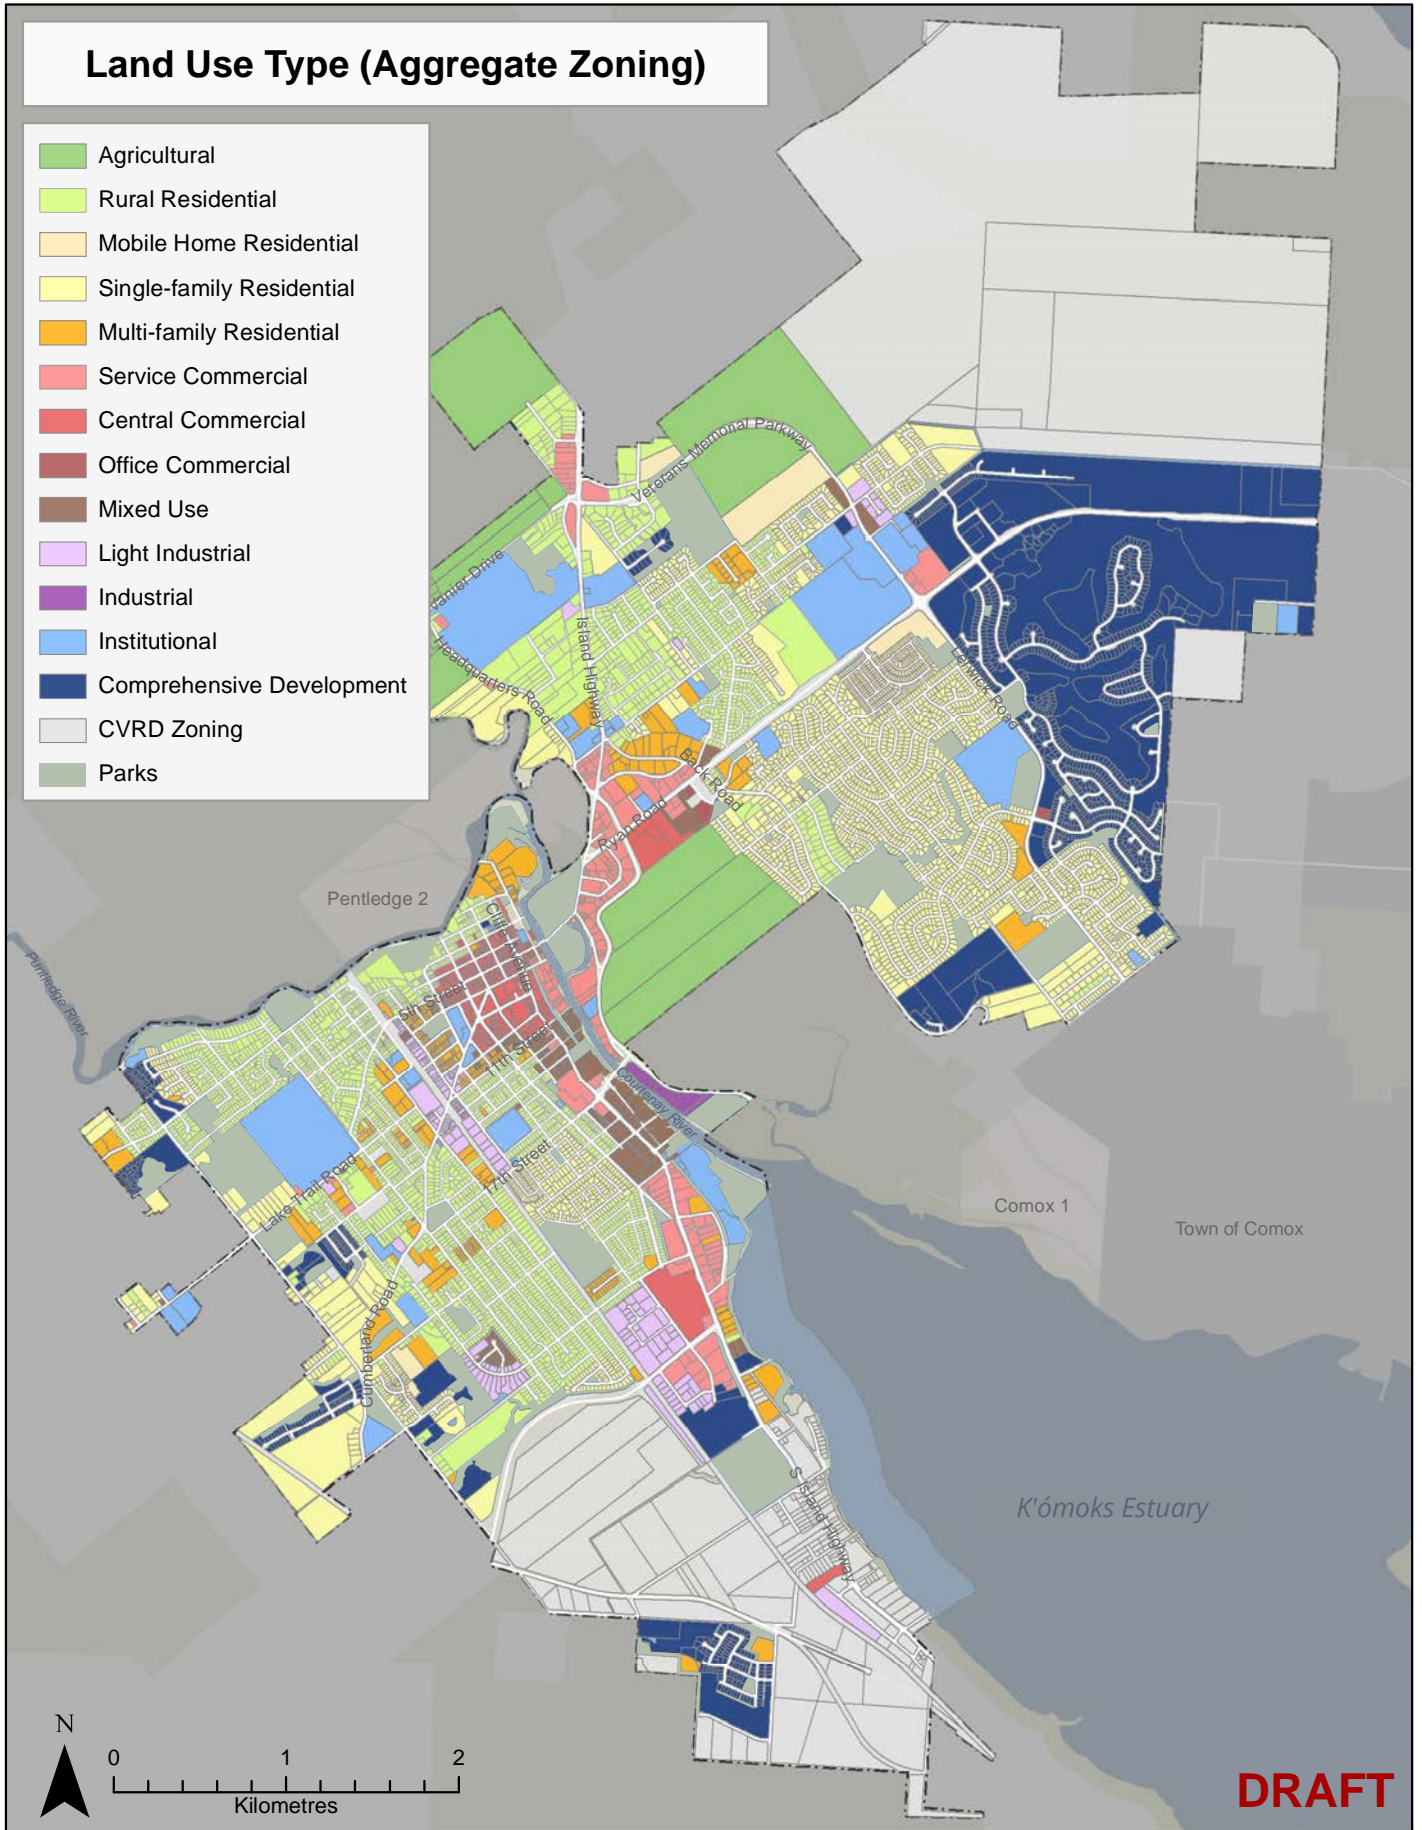 Land Use Type (Aggregate Zoning)
Agricultural
Rural Residential
Mobile Home Residential
Single-family Residential
Multi-family Residential
Service Commercial
Central Commercial
Office Commercial
Mixed Use
Light Industrial
Industrial
Institutional
Comprehensive Development
CVRD Zoning
Parks
Veterans Memorial Parkway
vanier Drive
Headquarters Road
Island Highway
Lerwick Road
Back Road
Ryan Road
Pentledge 2
Cliffe Avenue
Puntledge River
5th Street
11th Street
Courtenay River
17th Street
Lake Trail Road
Comox 1
Town of Comox
Cumberland Road
K'ómoks Estuary
S Island Highway
N
0 1 2
Kilometres
DRAFT